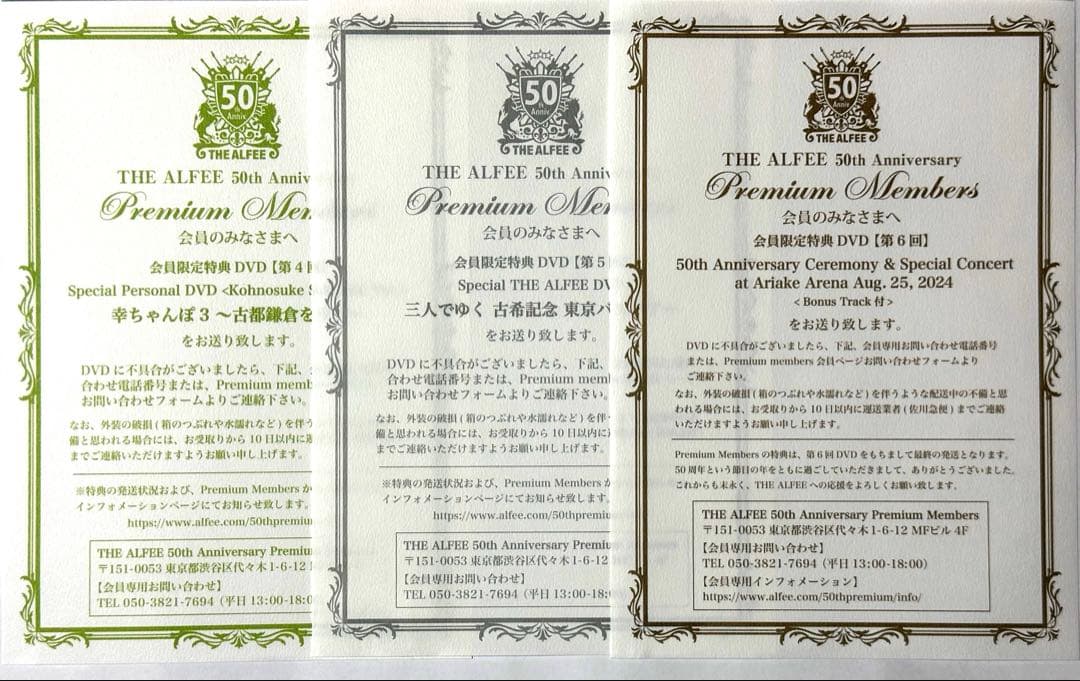 50
th
Anniv.
THE ALFEE
THE ALFEE 50th Anniv
Premium Mem
会員のみなさまへ
会員限定特典 DVD【第4回
Special Personal DVD <Kohnosuke S
幸ちゃんぽ3 ～古都鎌倉を
をお送り致します。
DVD に不具合がございましたら、下記、
合わせ電話番号または、Premium memb
お問い合わせフォームよりご連絡下さい。
なお、外装の破損(箱のつぶれや水濡れなど)を伴う
備と思われる場合には、お受取りから10日以内に運
までご連絡いただけますようお願い申し上げます。
※特典の発送状況および、Premium Members か
インフォメーションページにてお知らせ致します。
https://www.alfee.com/50thpremium
THE ALFEE 50th Anniversary Premiu
〒151-0053 東京都渋谷区代々木1-6-12
【会員専用お問い合わせ】
TEL 050-3821-7694（平日 13:00-18:0
50
th
Anniv.
THE ALFEE
THE ALFEE 50th Anniv
Premium Mem
会員のみなさまへ
会員限定特典 DVD【第5
Special THE ALFEE DV
三人でゆく 古希記念 東京バ
をお送り致します。
DVD に不具合がございましたら、下記、
合わせ電話番号または、Premium memb
お問い合わせフォームよりご連絡下さい。
なお、外装の破損(箱のつぶれや水濡れなど)を伴
備と思われる場合には、お受取りから10日以内に運
までご連絡いただけますようお願い申し上げます。
※特典の発送状況および、Premium Members か
インフォメーションページにてお知らせ致します。
https://www.alfee.com/50thpremium
THE ALFEE 50th Anniversary Premiu
〒151-0053 東京都渋谷区代々木1-6-12
【会員専用お問い合わせ】
TEL 050-3821-7694（平日 13:00-18:0
50
th
Anniv.
THE ALFEE
THE ALFEE 50th Anniversary
Premium Members
会員のみなさまへ
会員限定特典 DVD【第6回】
50th Anniversary Ceremony & Special Concert
at Ariake Arena Aug. 25, 2024
< Bonus Track 付 >
をお送り致します。
DVD に不具合がございましたら、下記、会員専用お問い合わせ電話番号
または、Premium members 会員ページお問い合わせフォームより
ご連絡下さい。
なお、外装の破損(箱のつぶれや水濡れなど)を伴うような配送中の不備と思
われる場合には、お受取りから10日以内に運送業者(佐川急便)までご連絡
いただけますようお願い申し上げます。
Premium Members の特典は、第6回DVDをもちまして最終の発送となります。
50周年という節目の年をともに過ごしていただきまして、ありがとうございました。
これからも末永く、THE ALFEE への応援をよろしくお願い致します。
THE ALFEE 50th Anniversary Premium Members
〒151-0053 東京都渋谷区代々木1-6-12 MFビル4F
【会員専用お問い合わせ】
TEL 050-3821-7694（平日 13:00-18:00）
【会員専用インフォメーション】
https://www.alfee.com/50thpremium/info/